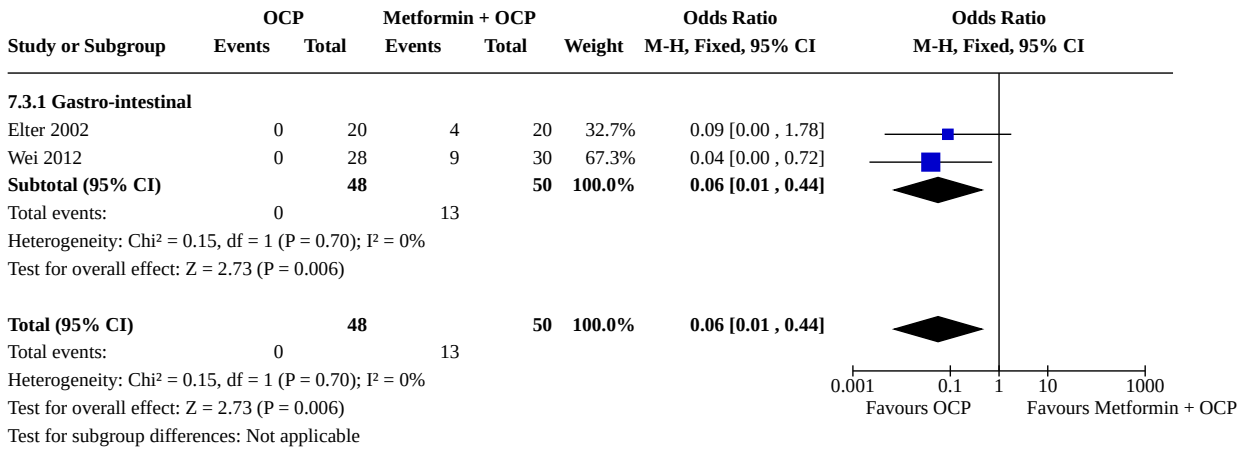 OCP Metformin + OCP Odds Ratio Odds Ratio
Study or Subgroup Events Total Events Total Weight M-H, Fixed, 95% CI M-H, Fixed, 95% CI
7.3.1 Gastro-intestinal
Elter 2002 0 20 4 20 32.7% 0.09 [0.00 , 1.78]
Wei 2012 0 28 9 30 67.3% 0.04 [0.00 , 0.72]
Subtotal (95% CI) 48 50 100.0% 0.06 [0.01 , 0.44]
Total events: 0 13
Heterogeneity: Chi² = 0.15, df = 1 (P = 0.70); I² = 0%
Test for overall effect: Z = 2.73 (P = 0.006)
Total (95% CI) 48 50 100.0% 0.06 [0.01 , 0.44]
Total events: 0 13
Heterogeneity: Chi² = 0.15, df = 1 (P = 0.70); I² = 0% 0.001 0.1 1 10 1000
Test for overall effect: Z = 2.73 (P = 0.006) Favours OCP Favours Metformin + OCP
Test for subgroup differences: Not applicable